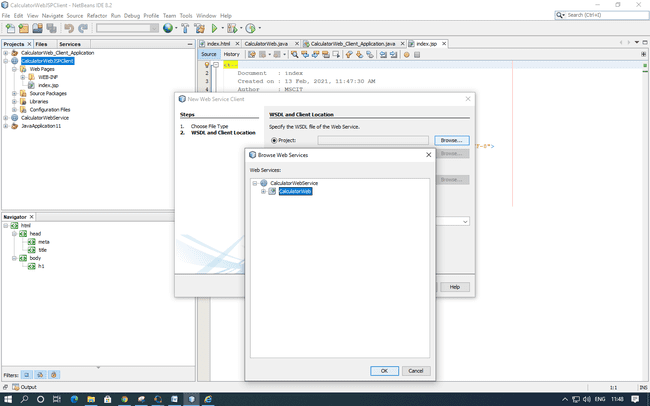 CalculatorWebJSPClient - NetBeans IDE 8.2
File Edit View Navigate Source Refactor Run Debug Profile Team Tools Window Help
Search (Ctrl+I)
Projects Files Services
index.html CalculatorWeb.java CalculatorWeb_Client_Application.java index.jsp
CalculatorWeb_Client_Application
CalculatorWebJSPClient
Web Pages
WEB-INF
index.jsp
Source Packages
Libraries
Configuration Files
CalculatorWebService
JavaApplication11
Source History
1 <%--
2 Document : index
3 Created on : 13 Feb, 2021, 11:47:30 AM
4 Author : MSCIT
New Web Service Client
Steps
1. Choose File Type
2. WSDL and Client Location
WSDL and Client Location
Specify the WSDL file of the Web Service.
Project: Browse...
Browse...
Browse...
Help
Browse Web Services
Web Services:
CalculatorWebService
CalculatorWeb
OK Cancel
Navigator
html
head
meta
title
body
h1
Filters:
Output
1:1 INS
ENG 11:48